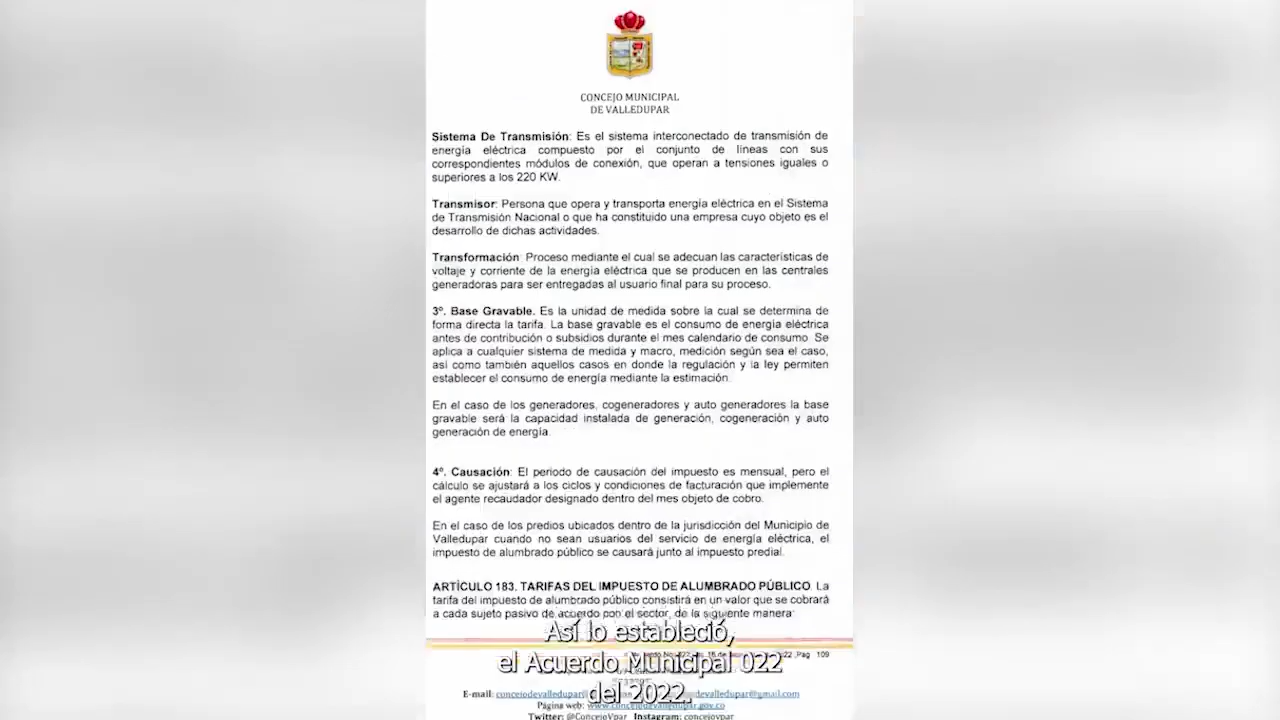 CONCEJO MUNICIPAL
DE VALLEDUPAR
Sistema De Transmisión: Es el sistema interconectado de transmisión de
energía eléctrica compuesto por el conjunto de líneas con sus
correspondientes módulos de conexión, que operan a tensiones iguales o
superiores a los 220 KW.
Transmisor: Persona que opera y transporta energía eléctrica en el Sistema
de Transmisión Nacional o que ha constituido una empresa cuyo objeto es el
desarrollo de dichas actividades.
Transformación: Proceso mediante el cual se adecuan las características de
voltaje y corriente de la energía eléctrica que se producen en las centrales
generadoras para ser entregadas al usuario final para su proceso.
3º. Base Gravable. Es la unidad de medida sobre la cual se determina de
forma directa la tarifa. La base gravable es el consumo de energía eléctrica
antes de contribución o subsidios durante el mes calendario de consumo. Se
aplica a cualquier sistema de medida y macro, medición según sea el caso,
así como también aquellos casos en donde la regulación y la ley permiten
establecer el consumo de energía mediante la estimación.
En el caso de los generadores, cogeneradores y auto generadores la base
gravable será la capacidad instalada de generación, cogeneración y auto
generación de energía.
4º. Causación: El periodo de causación del impuesto es mensual, pero el
cálculo se ajustará a los ciclos y condiciones de facturación que implemente
el agente recaudador designado dentro del mes objeto de cobro.
En el caso de los predios ubicados dentro de la jurisdicción del Municipio de
Valledupar cuando no sean usuarios del servicio de energía eléctrica, el
impuesto de alumbrado público se causará junto al impuesto predial.
ARTÍCULO 183. TARIFAS DEL IMPUESTO DE ALUMBRADO PÚBLICO. La
tarifa del impuesto de alumbrado público consistirá en un valor que se cobrará
a cada sujeto pasivo de acuerdo por el sector, de la siguiente manera:
Así lo estableció,
el Acuerdo Municipal 022
del 2022.
Pag 109
E-mail: concejodevalledupar@ devalledupar@gmail.com
Página web: www.concejodevalledupar.gov.co
Twitter: @ConcejoVpar Instagram: concejovpar